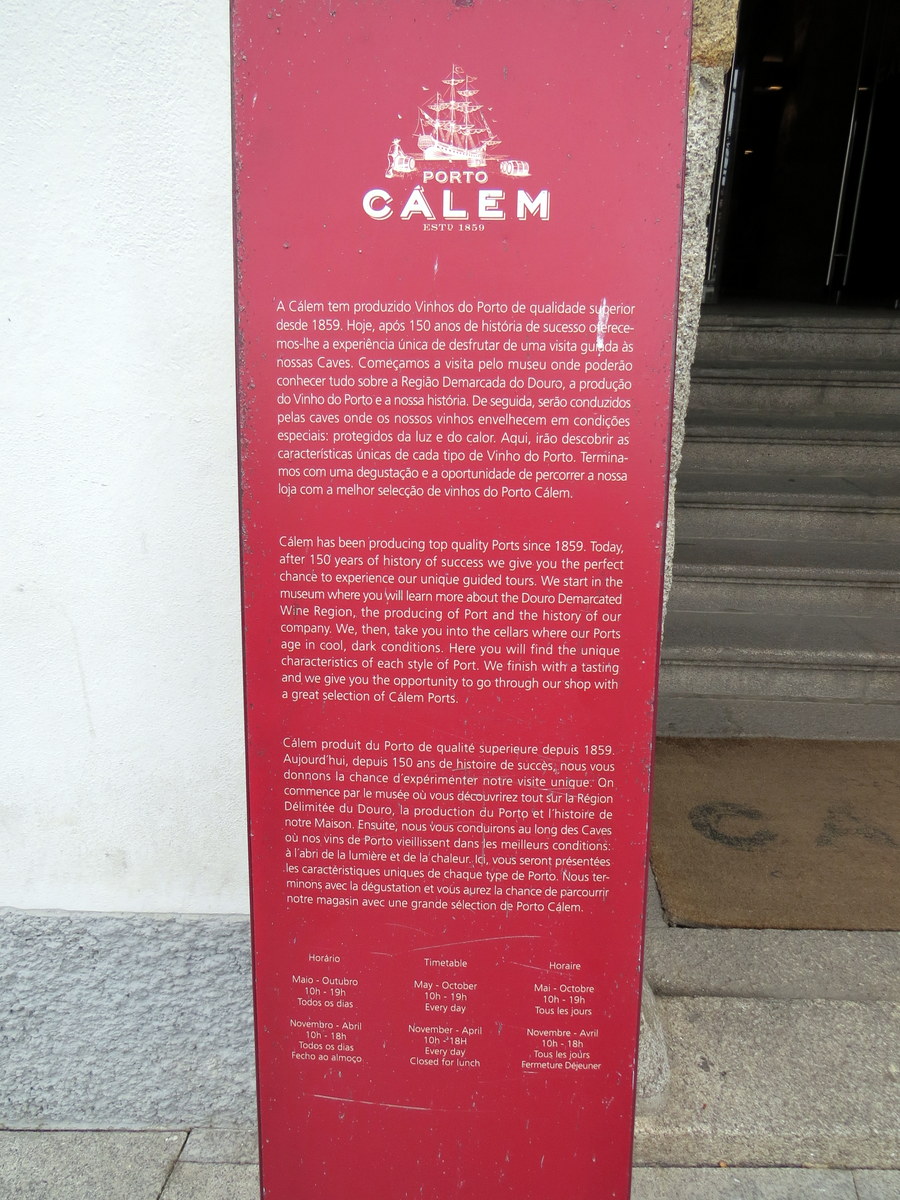 PORTO
CÁLEM
ESTD 1859
A Cálem tem produzido Vinhos do Porto de qualidade superior
desde 1859. Hoje, após 150 anos de história de sucesso oferece-
mos-lhe a experiência única de desfrutar de uma visita guiada às
nossas Caves. Começamos a visita pelo museu onde poderão
conhecer tudo sobre a Região Demarcada do Douro, a produção
do Vinho do Porto e a nossa história. De seguida, serão conduzidos
pelas caves onde os nossos vinhos envelhecem em condições
especiais: protegidos da luz e do calor. Aqui, irão descobrir as
características únicas de cada tipo de Vinho do Porto. Termina-
mos com uma degustação e a oportunidade de percorrer a nossa
loja com a melhor selecção de vinhos do Porto Cálem.
Cálem has been producing top quality Ports since 1859. Today,
after 150 years of history of success we give you the perfect
chance to experience our unique guided tours. We start in the
museum where you will learn more about the Douro Demarcated
Wine Region, the producing of Port and the history of our
company. We, then, take you into the cellars where our Ports
age in cool, dark conditions. Here you will find the unique
characteristics of each style of Port. We finish with a tasting
and we give you the opportunity to go through our shop with
a great selection of Cálem Ports.
Cálem produit du Porto de qualité superieure depuis 1859.
Aujourd'hui, depuis 150 ans de histoire de succès, nous vous
donnons la chance d'expérimenter notre visite unique. On
commence par le musée où vous découvrirez tout sur la Région
Délimitée du Douro, la production du Porto et l'histoire de
notre Maison. Ensuite, nous vous conduirons au long des Caves
où nos vins de Porto vieillissent dans les meilleurs conditions:
à l'abri de la lumière et de la chaleur. Ici, vous seront présentées
les caractéristiques uniques de chaque type de Porto. Nous ter-
minons avec la dégustation et vous aurez la chance de parcourrir
notre magasin avec une grande sélection de Porto Cálem.
Horário
Maio - Outubro
10h - 19h
Todos os dias
Novembro - Abril
10h - 18h
Todos os dias
Fecho ao almoço
Timetable
May - October
10h - 19h
Every day
November - April
10h - 18H
Every day
Closed for lunch
Horaire
Mai - Octobre
10h - 19h
Tous les jours
Novembre - Avril
10h - 18h
Tous les jours
Fermeture Déjeuner
CA